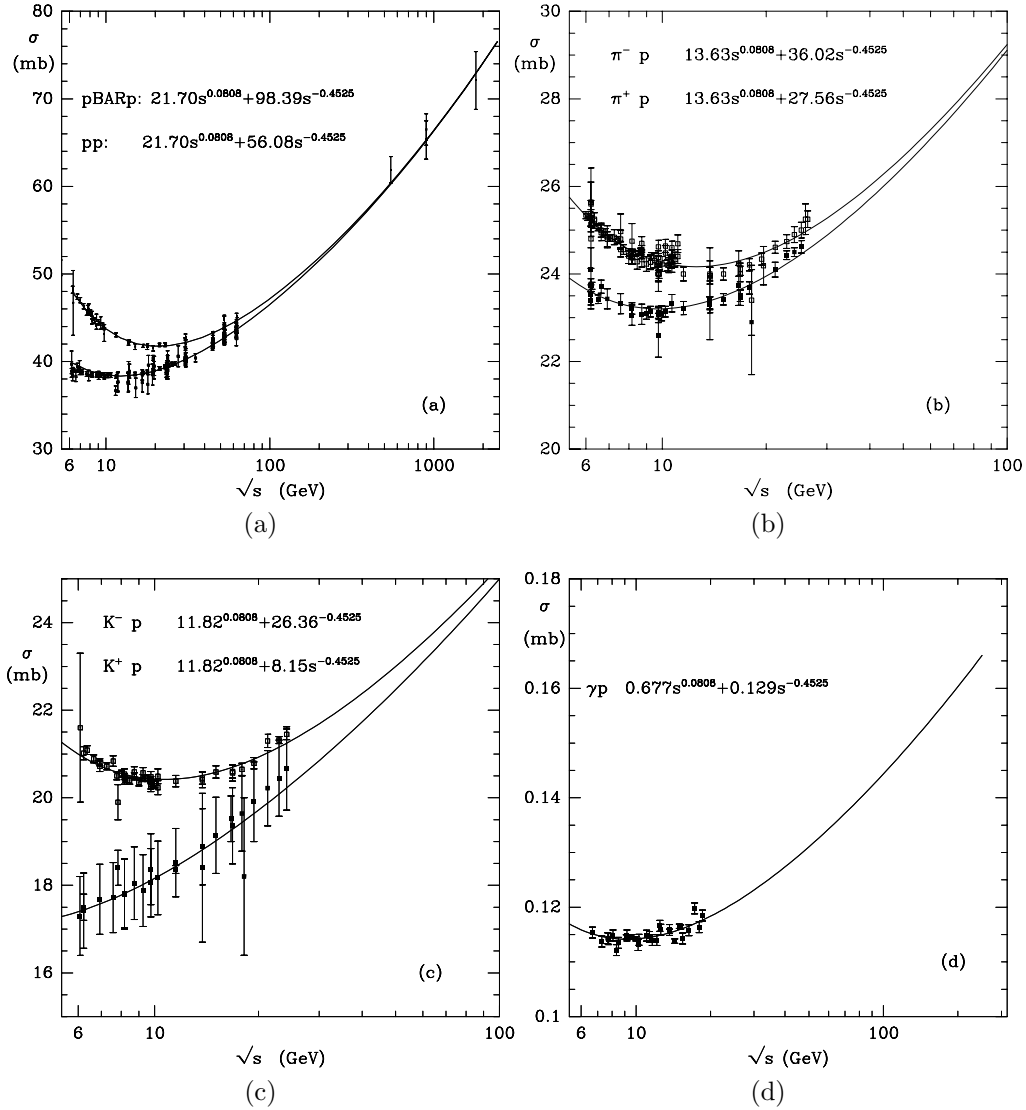 80
70
60
50
40
30
σ
(mb)
pBARp: 21.70s^0.0808+98.39s^−0.4525
pp: 21.70s^0.0808+56.08s^−0.4525
(a)
6 10 100 1000
√s (GeV)
(a)
30
28
26
24
22
20
σ
(mb)
π− p 13.63s^0.0808+36.02s^−0.4525
π+ p 13.63s^0.0808+27.56s^−0.4525
(b)
6 10 100
√s (GeV)
(b)
24
22
20
18
16
σ
(mb)
K− p 11.82^0.0808+26.36^−0.4525
K+ p 11.82^0.0808+8.15s^−0.4525
(c)
6 10 100
√s (GeV)
(c)
0.18
0.16
0.14
0.12
0.1
σ
(mb)
γp 0.677s^0.0808+0.129s^−0.4525
(d)
6 10 100
√s (GeV)
(d)